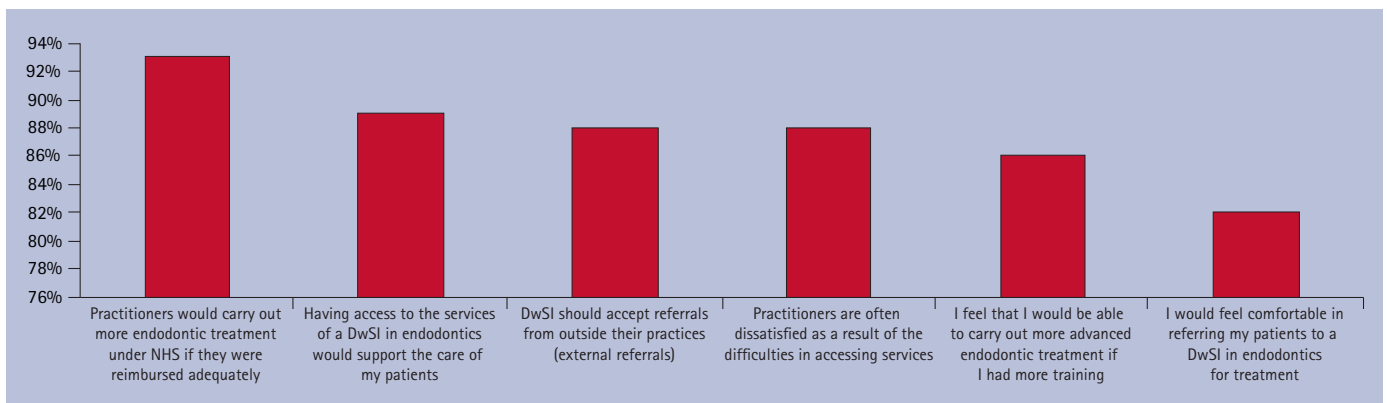 94%
92%
90%
88%
86%
84%
82%
80%
78%
76%
Practitioners would carry out
more endodontic treatment
under NHS if they were
reimbursed adequately
Having access to the services
of a DwSI in endodontics
would support the care of
my patients
DwSI should accept referrals
from outside their practices
(external referrals)
Practitioners are often
dissatisfied as a result of the
difficulties in accessing services
I feel that I would be able
to carry out more advanced
endodontic treatment if
I had more training
I would feel comfortable in
referring my patients to a
DwSI in endodontics
for treatment